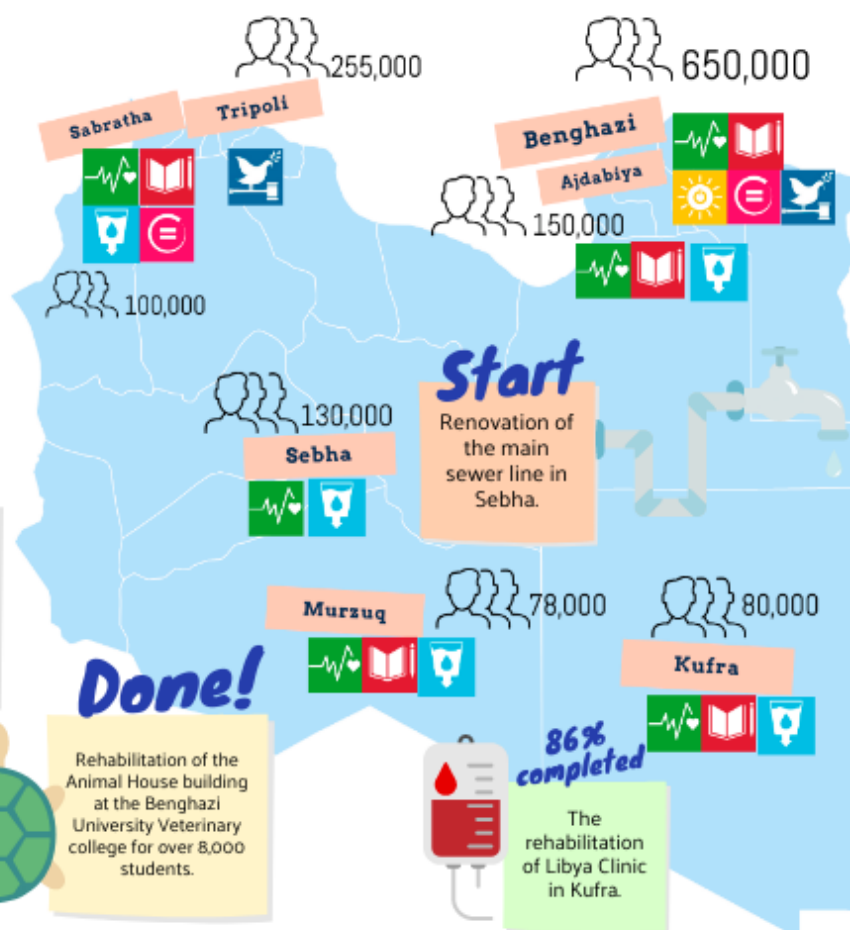 255,000
650,000
Sabratha
Tripoli
Benghazi
Ajdabiya
150,000
100,000
Start
Renovation of
the main
sewer line in
Sebha.
130,000
Sebha
Murzuq
78,000
80,000
Kufra
Done!
Rehabilitation of the
Animal House building
at the Benghazi
University Veterinary
college for over 8,000
students.
86%
completed
The
rehabilitation
of Libya Clinic
in Kufra.